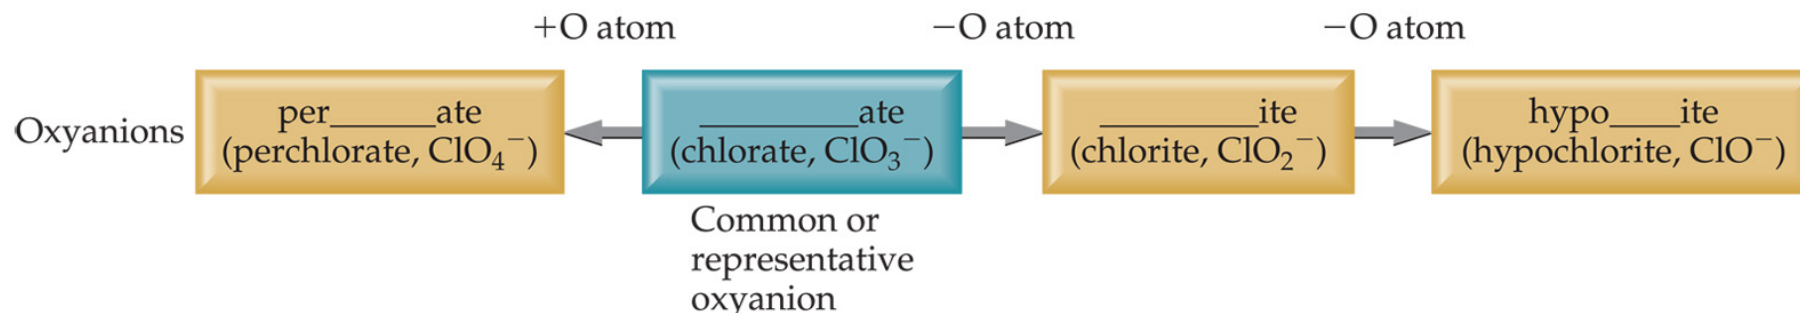 +O atom −O atom −O atom
Oxyanions per______ate _________ate _________ite hypo____ite
(perchlorate, ClO₄⁻) (chlorate, ClO₃⁻) (chlorite, ClO₂⁻) (hypochlorite, ClO⁻)
Common or
representative
oxyanion